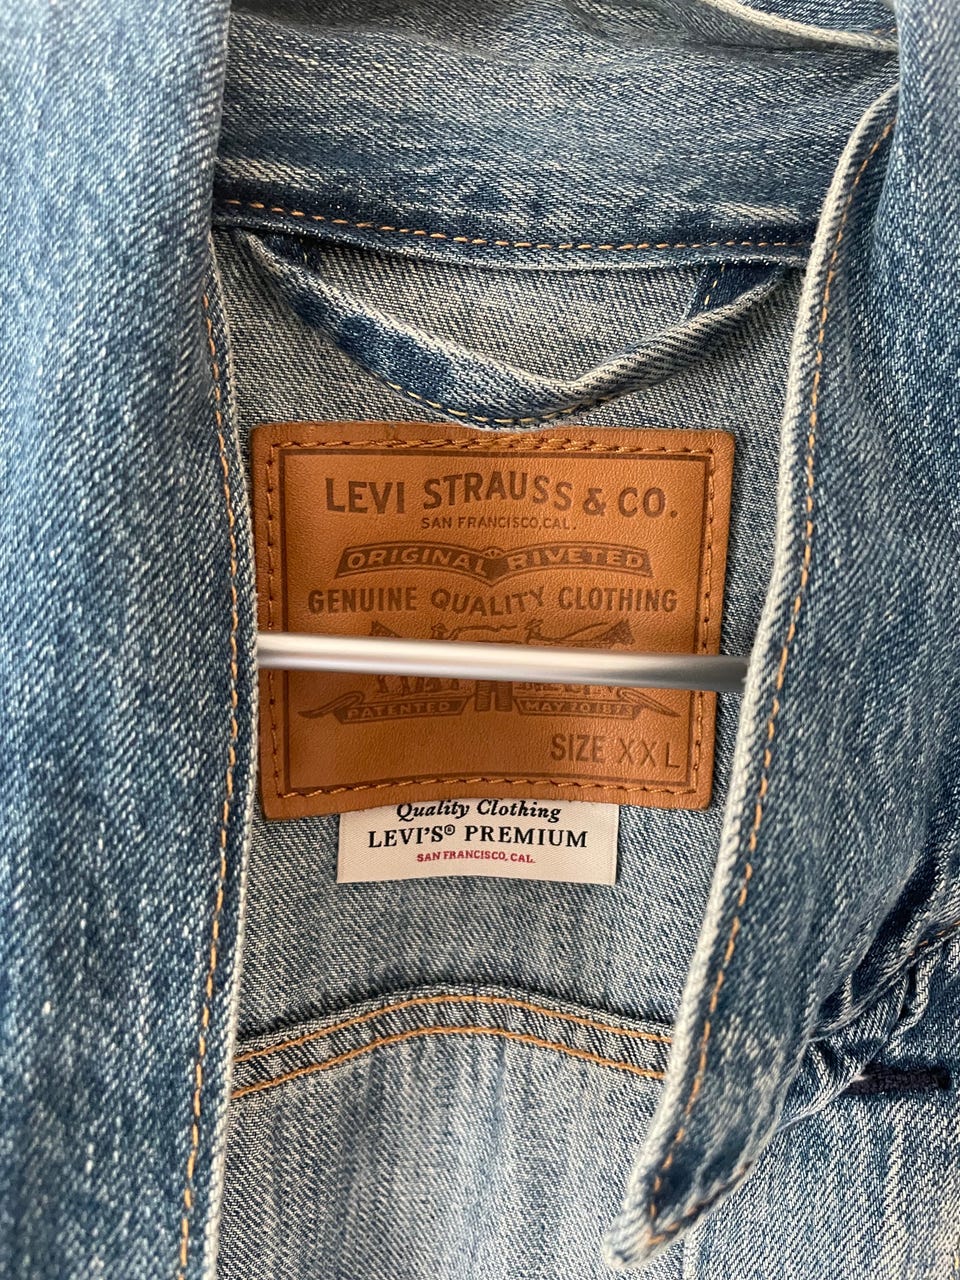 LEVI STRAUSS & CO.
SAN FRANCISCO, CAL.
ORIGINAL RIVETED
GENUINE QUALITY CLOTHING
PATENTED MAY 20 1873
SIZE XXL
Quality Clothing
LEVI'S® PREMIUM
SAN FRANCISCO, CAL.